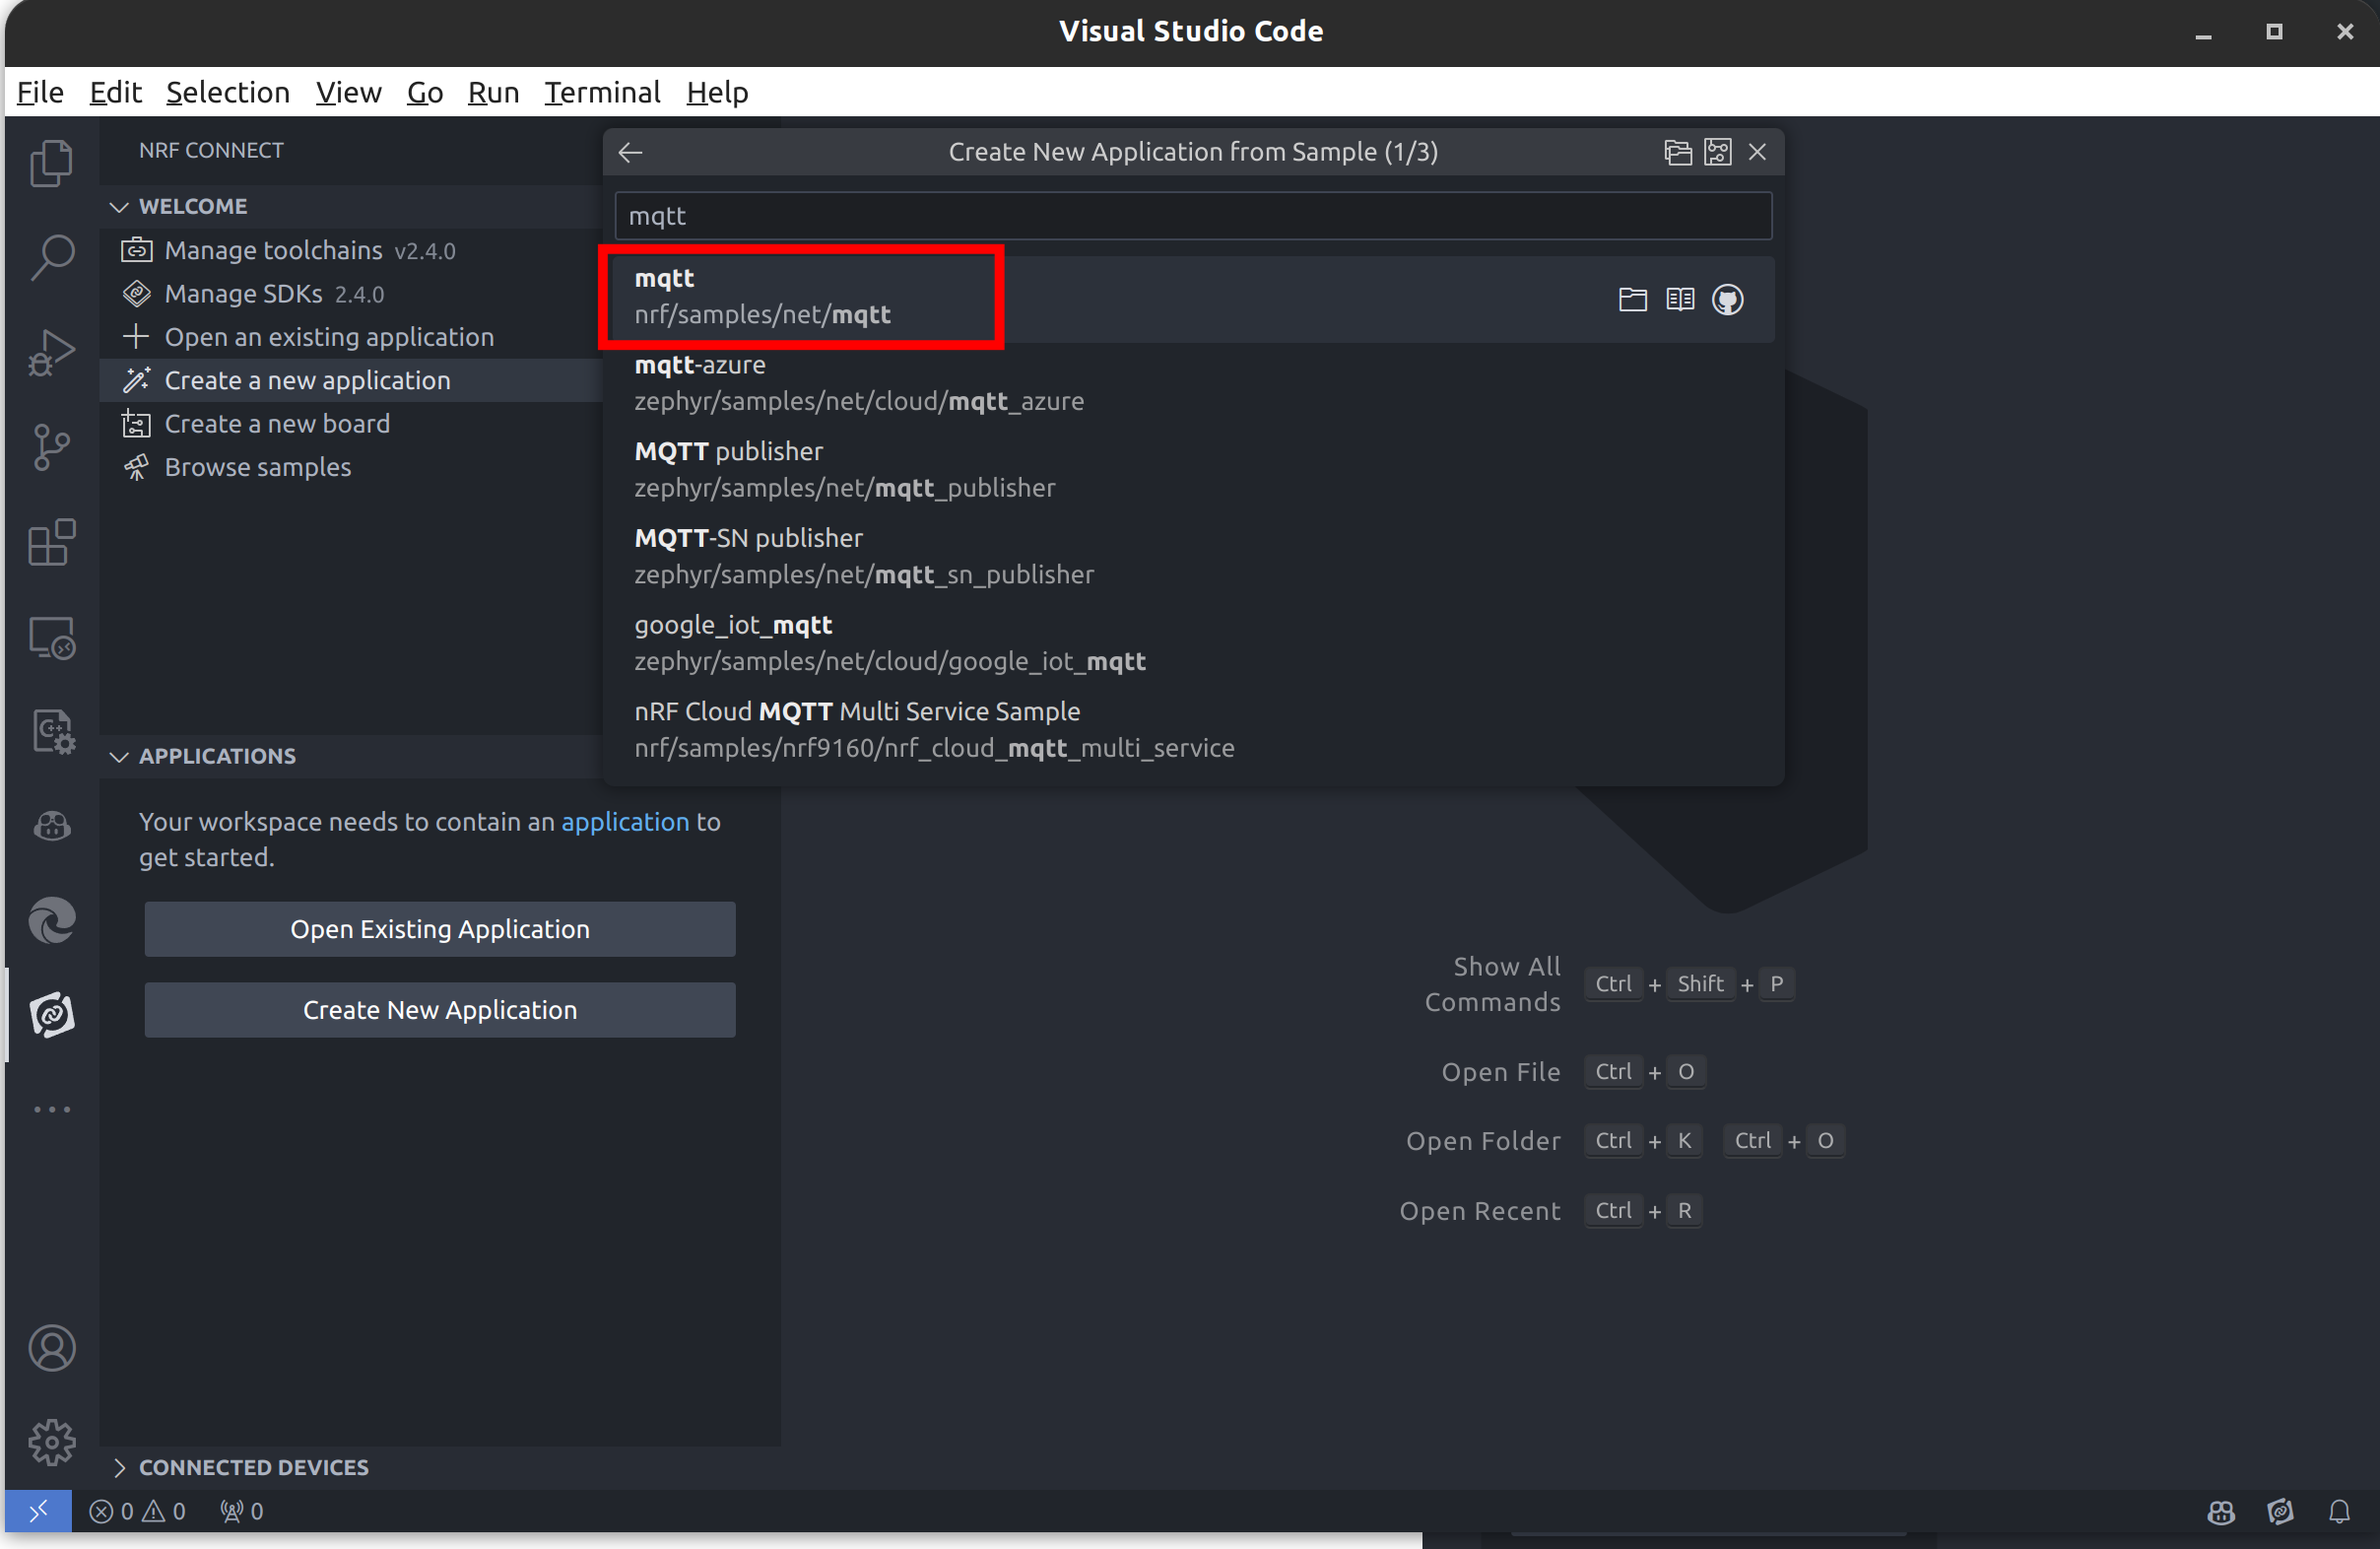 Visual Studio Code
File Edit Selection View Go Run Terminal Help
NRF CONNECT
WELCOME
Manage toolchains v2.4.0
Manage SDKs 2.4.0
Open an existing application
Create a new application
Create a new board
Browse samples
Create New Application from Sample (1/3)
mqtt
mqtt
nrf/samples/net/mqtt
mqtt-azure
zephyr/samples/net/cloud/mqtt_azure
MQTT publisher
zephyr/samples/net/mqtt_publisher
MQTT-SN publisher
zephyr/samples/net/mqtt_sn_publisher
google_iot_mqtt
zephyr/samples/net/cloud/google_iot_mqtt
nRF Cloud MQTT Multi Service Sample
nrf/samples/nrf9160/nrf_cloud_mqtt_multi_service
APPLICATIONS
Your workspace needs to contain an application to
get started.
Open Existing Application
Create New Application
Show All
Commands Ctrl + Shift + P
Open File Ctrl + O
Open Folder Ctrl + K Ctrl + O
Open Recent Ctrl + R
CONNECTED DEVICES
0 0 0